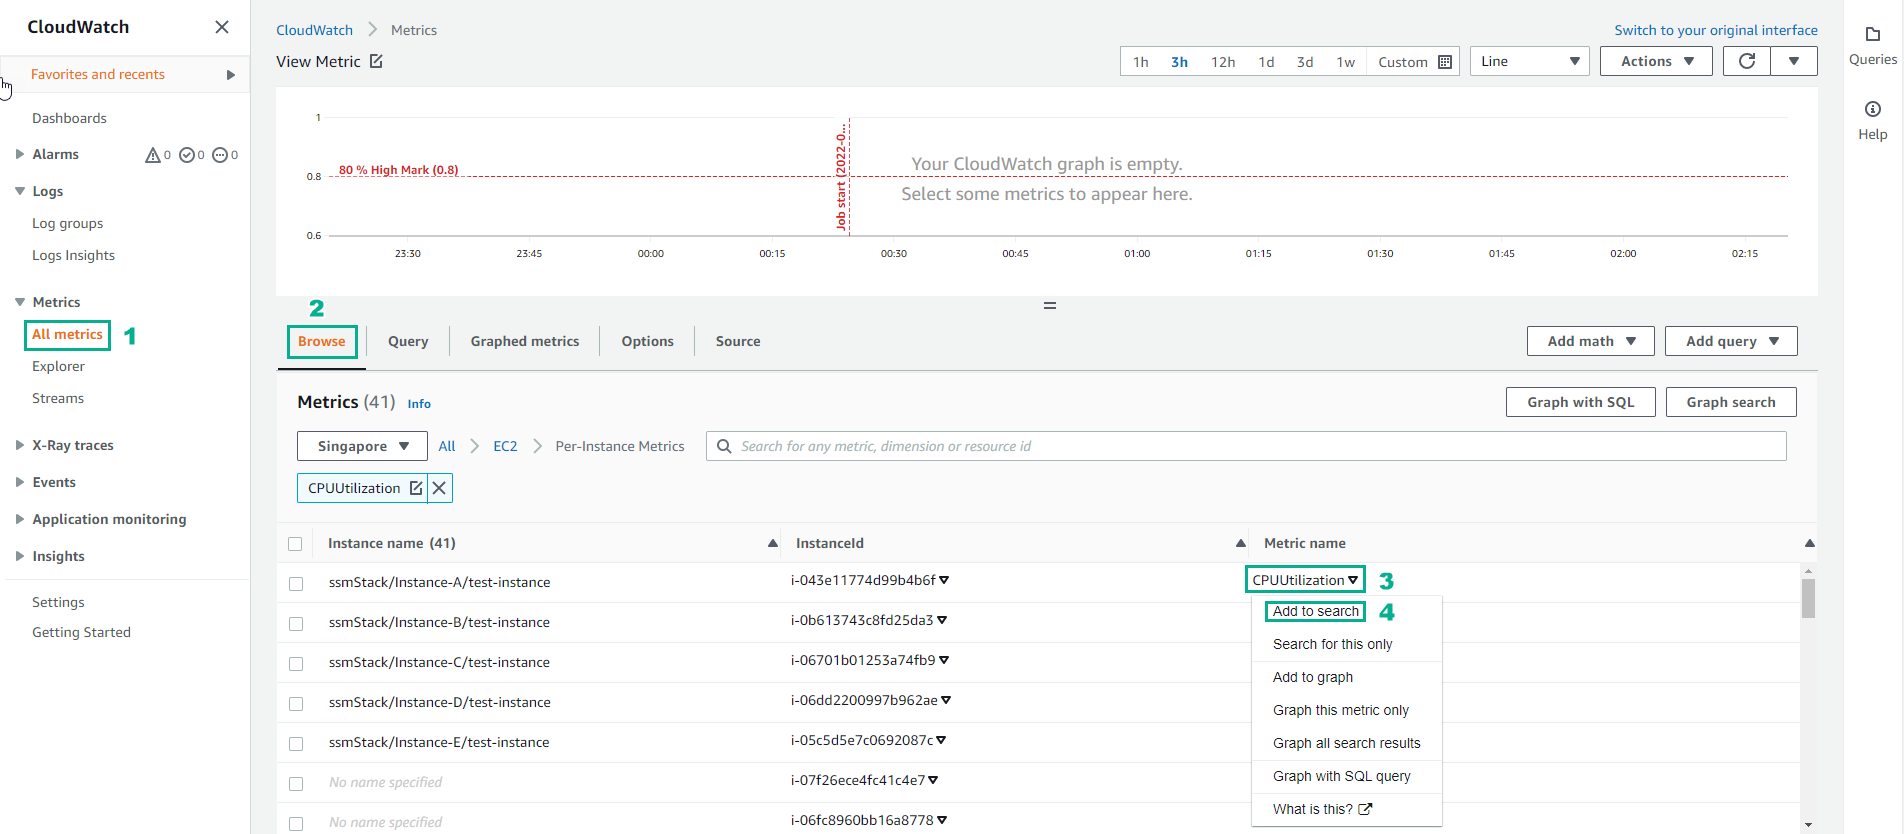 CloudWatch
Favorites and recents
Dashboards
Alarms 0 0 0
Logs
Log groups
Logs Insights
Metrics
All metrics 1
Explorer
Streams
X-Ray traces
Events
Application monitoring
Insights
Settings
Getting Started
CloudWatch Metrics
Switch to your original interface
View Metric
1h 3h 12h 1d 3d 1w Custom Line Actions
1
80 % High Mark (0.8)
0.8
0.6
Job start (2022-0...
Your CloudWatch graph is empty.
Select some metrics to appear here.
23:30 23:45 00:00 00:15 00:30 00:45 01:00 01:15 01:30 01:45 02:00 02:15
2
Browse Query Graphed metrics Options Source Add math Add query
Metrics (41) Info Graph with SQL Graph search
Singapore All EC2 Per-Instance Metrics Search for any metric, dimension or resource id
CPUUtilization
Instance name (41) InstanceId Metric name
ssmStack/Instance-A/test-instance i-043e11774d99b4b6f CPUUtilization 3
ssmStack/Instance-B/test-instance i-0b613743c8fd25da3
ssmStack/Instance-C/test-instance i-06701b01253a74fb9
ssmStack/Instance-D/test-instance i-06dd2200997b962ae
ssmStack/Instance-E/test-instance i-05c5d5e7c0692087c
No name specified i-07f26ece4fc41c4e7
No name specified i-06fc8960bb16a8778
Add to search 4
Search for this only
Add to graph
Graph this metric only
Graph all search results
Graph with SQL query
What is this?
Queries
Help